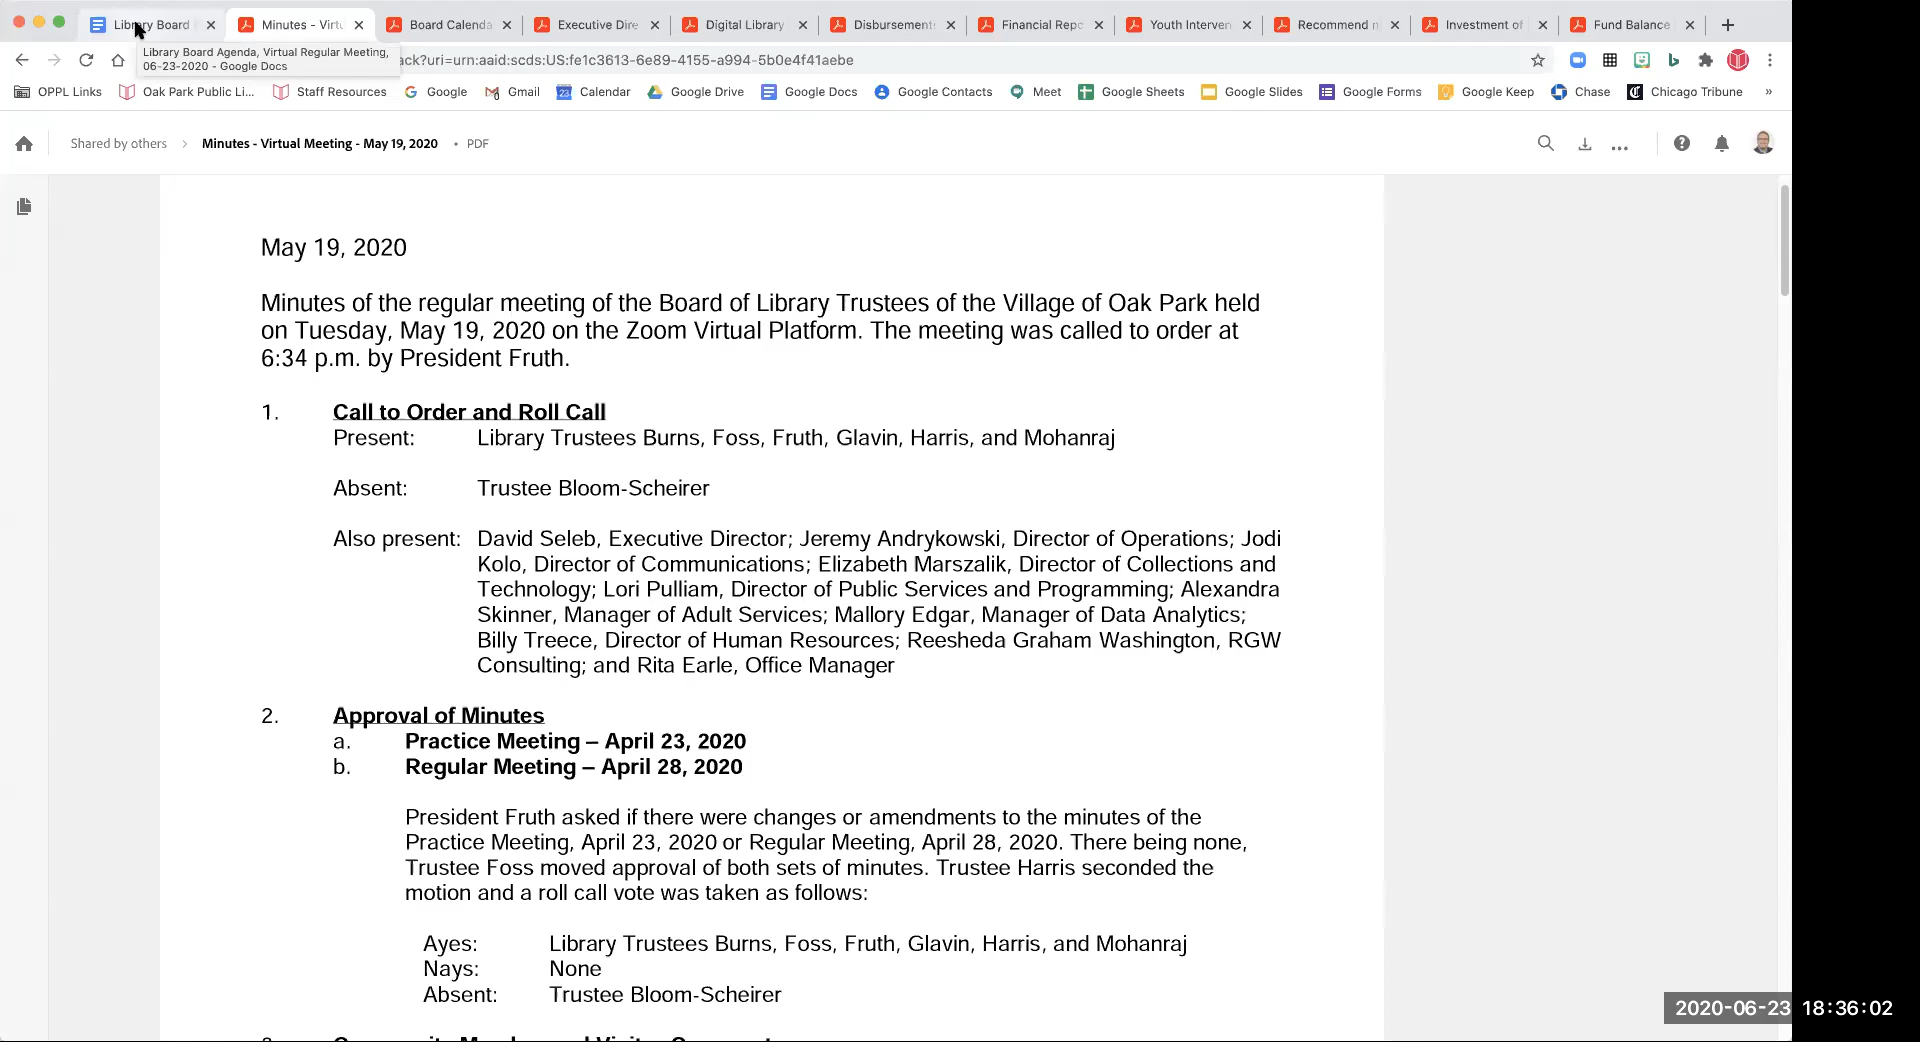 Library Board
Minutes - Virtu
Board Calenda
Executive Dire
Digital Library
Disbursement
Financial Repo
Youth Interven
Recommend
Investment of
Fund Balance
Library Board Agenda, Virtual Regular Meeting,
06-23-2020 - Google Docs
ack?uri=urn:aaid:scds:US:fe1c3613-6e89-4155-a994-5b0e4f41aebe
OPPL Links
Oak Park Public Li...
Staff Resources
Google
Gmail
Calendar
Google Drive
Google Docs
Google Contacts
Meet
Google Sheets
Google Slides
Google Forms
Google Keep
Chase
Chicago Tribune
»
Shared by others > Minutes - Virtual Meeting - May 19, 2020 • PDF
May 19, 2020
Minutes of the regular meeting of the Board of Library Trustees of the Village of Oak Park held
on Tuesday, May 19, 2020 on the Zoom Virtual Platform. The meeting was called to order at
6:34 p.m. by President Fruth.
1. Call to Order and Roll Call
Present: Library Trustees Burns, Foss, Fruth, Glavin, Harris, and Mohanraj
Absent: Trustee Bloom-Scheirer
Also present: David Seleb, Executive Director; Jeremy Andrykowski, Director of Operations; Jodi
Kolo, Director of Communications; Elizabeth Marszalik, Director of Collections and
Technology; Lori Pulliam, Director of Public Services and Programming; Alexandra
Skinner, Manager of Adult Services; Mallory Edgar, Manager of Data Analytics;
Billy Treece, Director of Human Resources; Reesheda Graham Washington, RGW
Consulting; and Rita Earle, Office Manager
2. Approval of Minutes
a. Practice Meeting – April 23, 2020
b. Regular Meeting – April 28, 2020
President Fruth asked if there were changes or amendments to the minutes of the
Practice Meeting, April 23, 2020 or Regular Meeting, April 28, 2020. There being none,
Trustee Foss moved approval of both sets of minutes. Trustee Harris seconded the
motion and a roll call vote was taken as follows:
Ayes: Library Trustees Burns, Foss, Fruth, Glavin, Harris, and Mohanraj
Nays: None
Absent: Trustee Bloom-Scheirer
2020-06-23 18:36:02